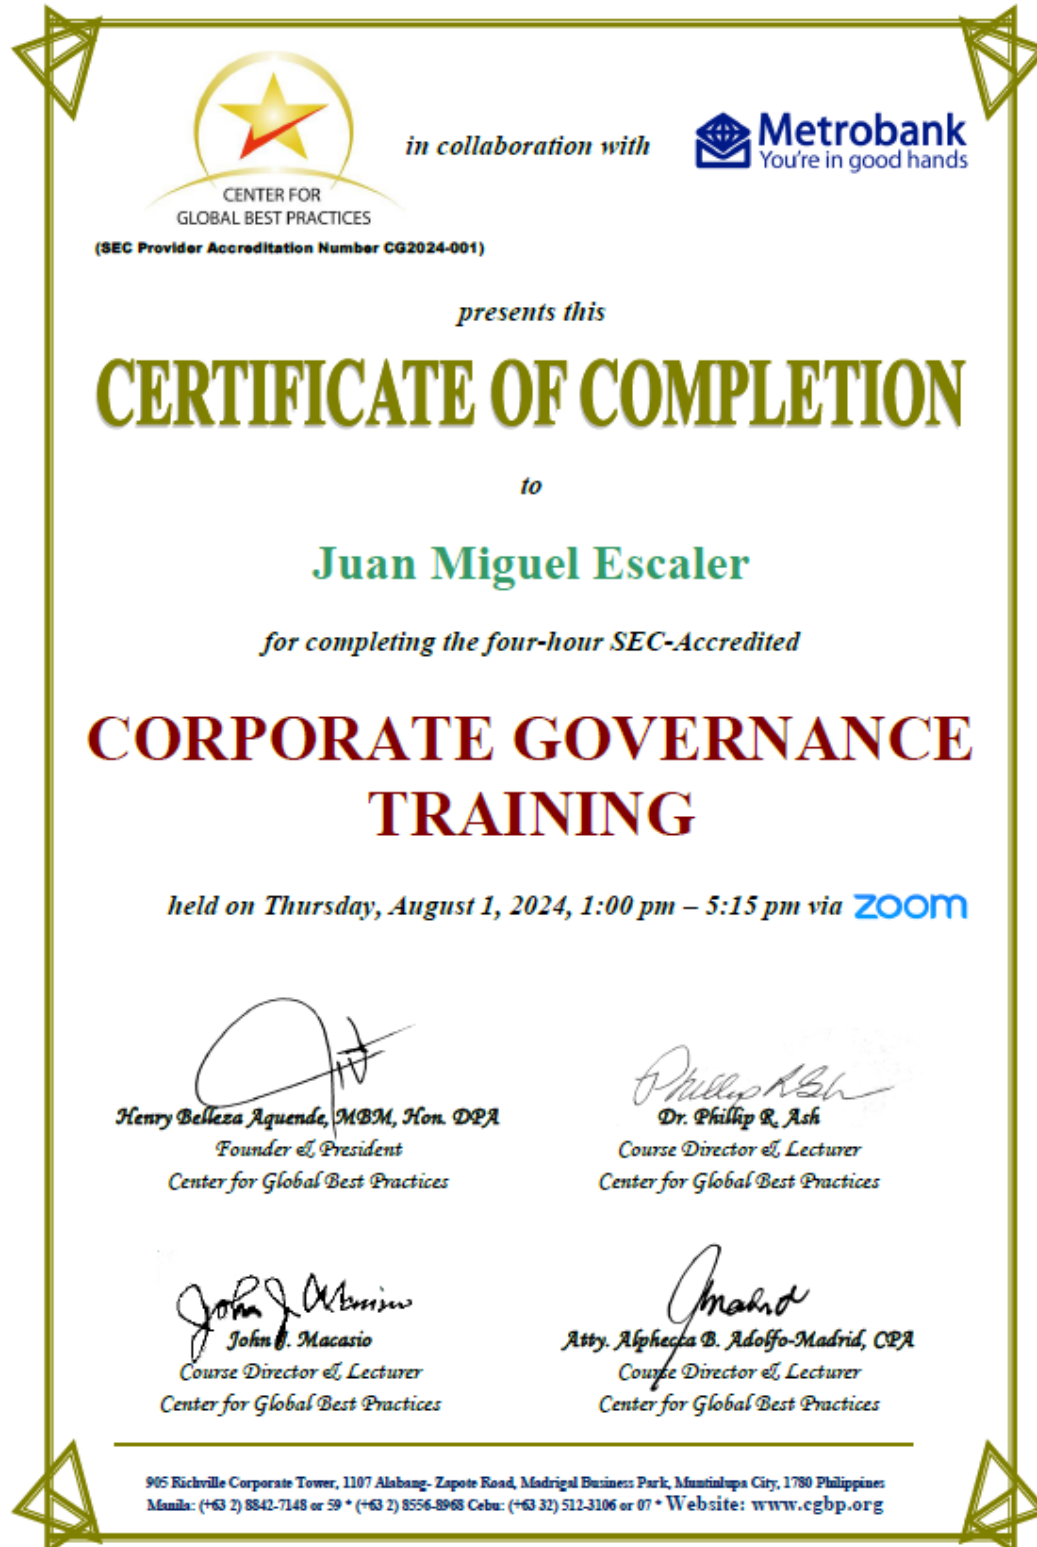 in collaboration with
Metrobank
You're in good hands
CENTER FOR
GLOBAL BEST PRACTICES
(SEC Provider Accreditation Number CG2024-001)
presents this
CERTIFICATE OF COMPLETION
to
Juan Miguel Escaler
for completing the four-hour SEC-Accredited
CORPORATE GOVERNANCE
TRAINING
held on Thursday, August 1, 2024, 1:00 pm – 5:15 pm via zoom
Henry Belleza Aquende, MBM, Hon. DPA
Founder & President
Center for Global Best Practices
Dr. Phillip R. Ash
Course Director & Lecturer
Center for Global Best Practices
John J. Macasio
Course Director & Lecturer
Center for Global Best Practices
Atty. Alphecca B. Adolfo-Madrid, CPA
Course Director & Lecturer
Center for Global Best Practices
905 Richville Corporate Tower, 1107 Alabang- Zapote Road, Madrigal Business Park, Muntinlupa City, 1780 Philippines
Manila: (+63 2) 8842-7148 or 59 * (+63 2) 8556-8968 Cebu: (+63 32) 512-3106 or 07 * Website: www.cgbp.org